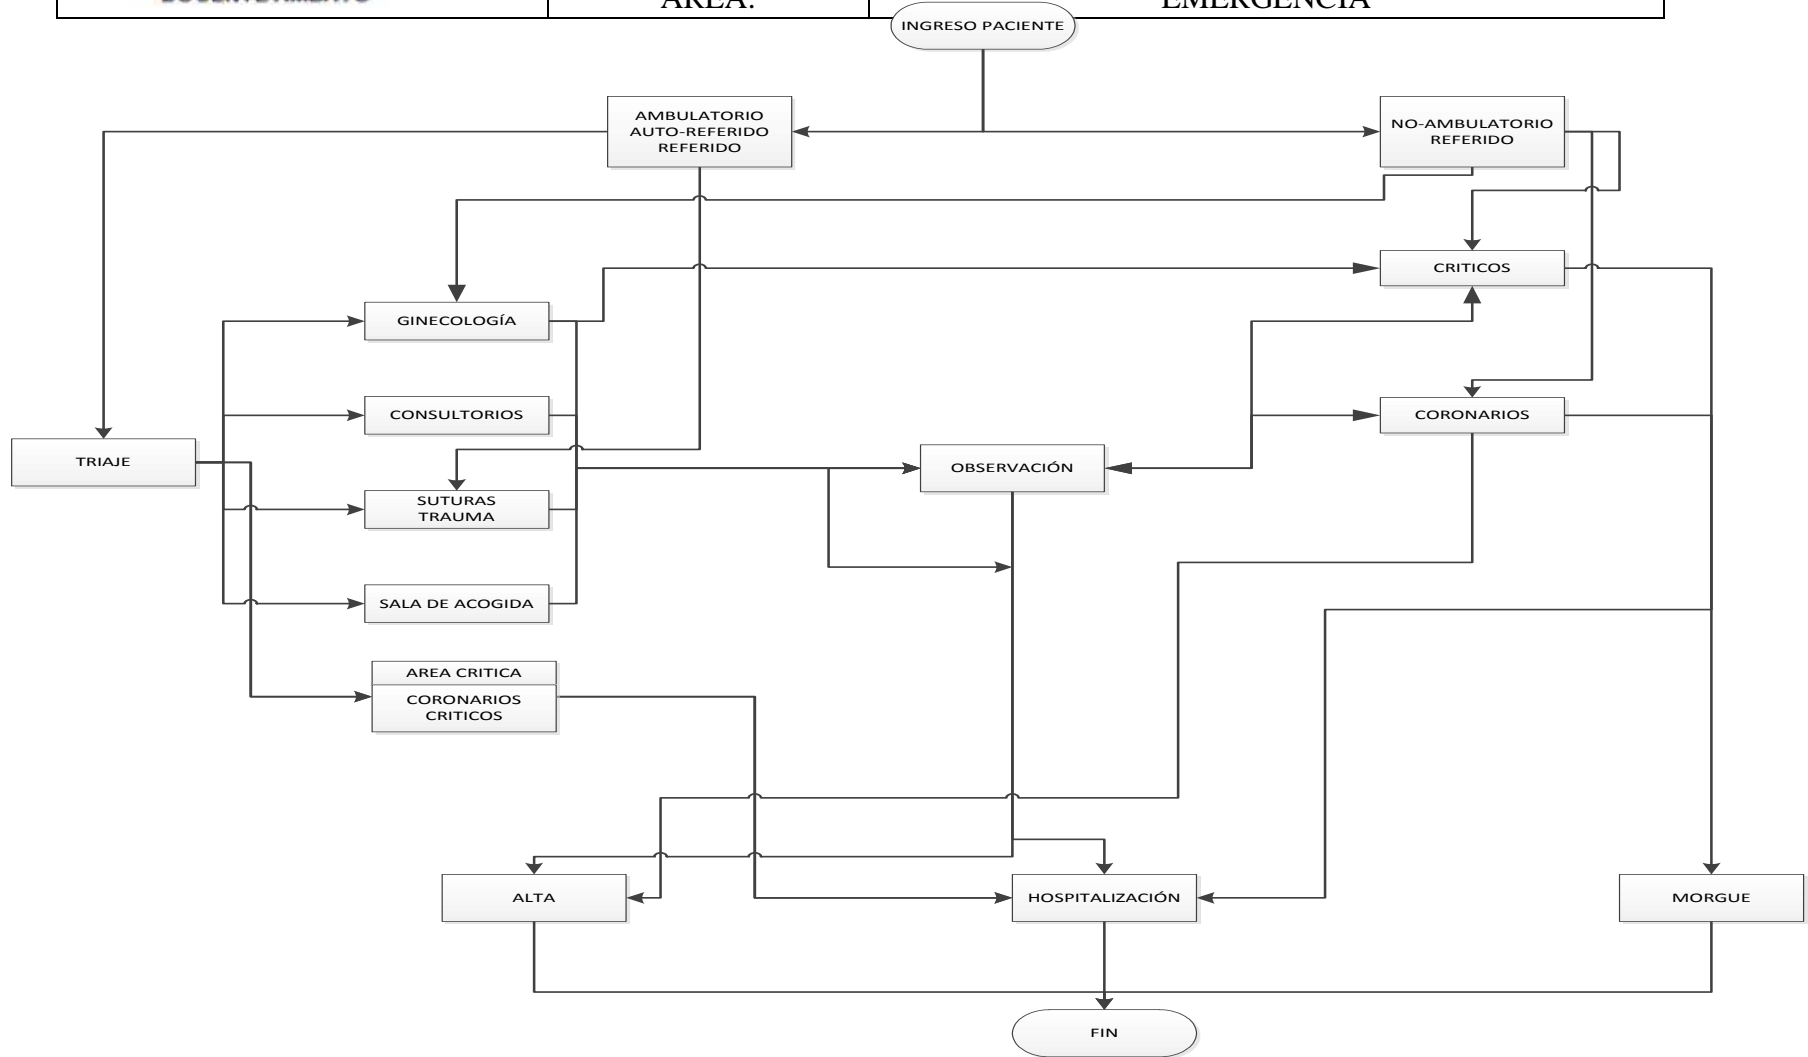 AREA:
EMERGENCIA
INGRESO PACIENTE
AMBULATORIO
AUTO-REFERIDO
REFERIDO
NO-AMBULATORIO
REFERIDO
CRITICOS
GINECOLOGÍA
CONSULTORIOS
CORONARIOS
TRIAJE
OBSERVACIÓN
SUTURAS
TRAUMA
SALA DE ACOGIDA
AREA CRITICA
CORONARIOS
CRITICOS
ALTA
HOSPITALIZACIÓN
MORGUE
FIN